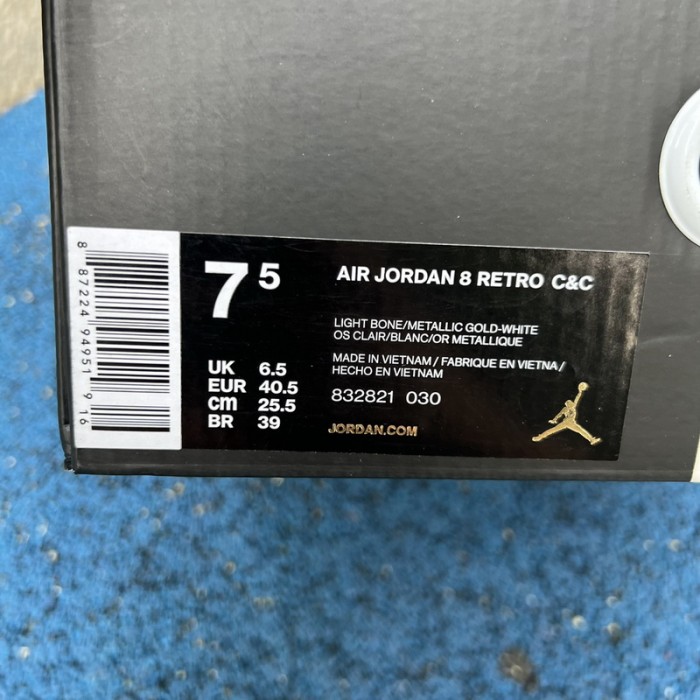 8 87224 94951 9 16
7 5
UK 6.5
EUR 40.5
cm 25.5
BR 39
AIR JORDAN 8 RETRO C&C
LIGHT BONE/METALLIC GOLD-WHITE
OS CLAIR/BLANC/OR METALLIQUE
MADE IN VIETNAM / FABRIQUE EN VIETNA /
HECHO EN VIETNAM
832821 030
JORDAN.COM